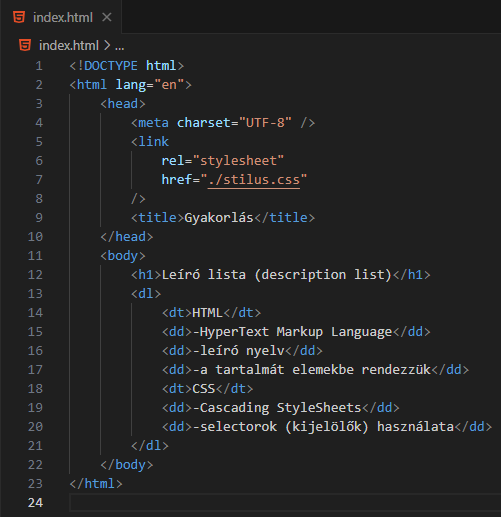 index.html ×
index.html > ...
1 <!DOCTYPE html>
2 <html lang="en">
3 <head>
4 <meta charset="UTF-8" />
5 <link
6 rel="stylesheet"
7 href="./stilus.css"
8 />
9 <title>Gyakorlás</title>
10 </head>
11 <body>
12 <h1>Leíró lista (description list)</h1>
13 <dl>
14 <dt>HTML</dt>
15 <dd>-HyperText Markup Language</dd>
16 <dd>-leíró nyelv</dd>
17 <dd>-a tartalmát elemekbe rendezzük</dd>
18 <dt>CSS</dt>
19 <dd>-Cascading StyleSheets</dd>
20 <dd>-selectorok (kijelölők) használata</dd>
21 </dl>
22 </body>
23 </html>
24